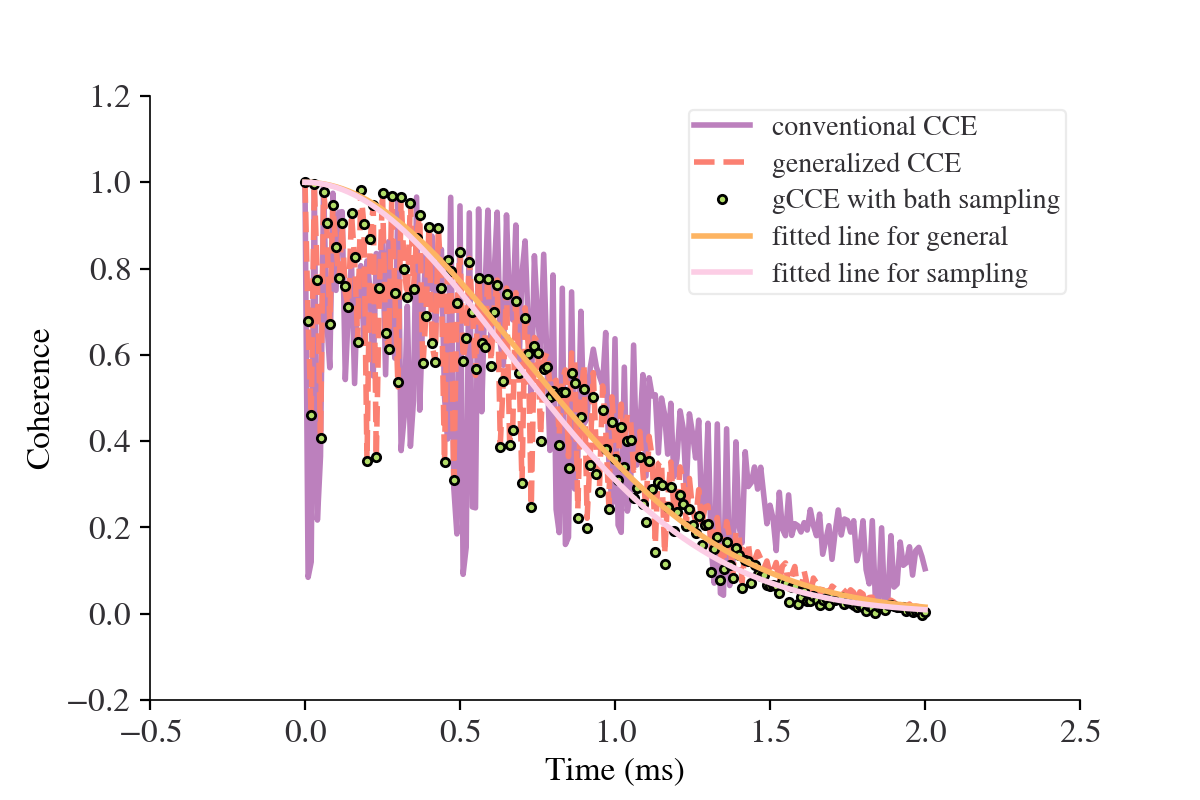 1.2
1.0
0.8
0.6
0.4
0.2
0.0
−0.2
Coherence
−0.5
0.0
0.5
1.0
1.5
2.0
2.5
Time (ms)
conventional CCE
generalized CCE
gCCE with bath sampling
fitted line for general
fitted line for sampling